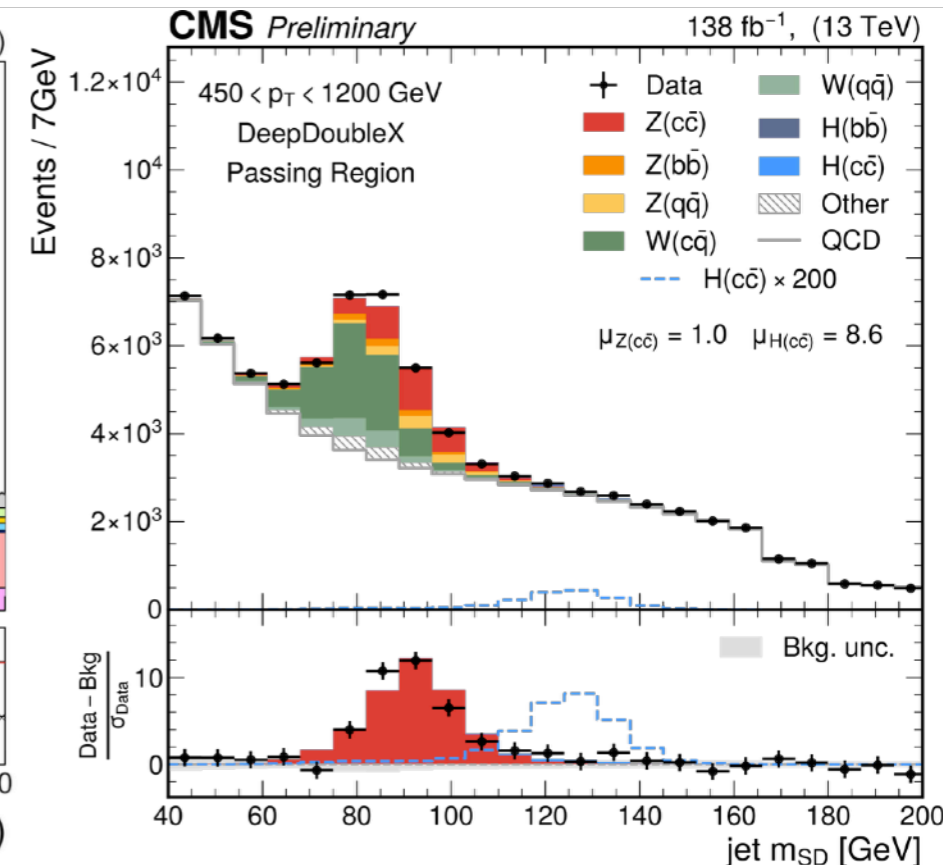 CMS Preliminary 138 fb⁻¹, (13 TeV)
Events / 7GeV
1.2×10⁴
10⁴
8×10³
6×10³
4×10³
2×10³
0
450 < p_T < 1200 GeV
DeepDoubleX
Passing Region
Data
Z(cc̄)
Z(bb̄)
Z(qq̄)
W(cq̄)
W(qq̄)
H(bb̄)
H(cc̄)
Other
QCD
H(cc̄) × 200
μ_Z(cc̄) = 1.0 μ_H(cc̄) = 8.6
Data − Bkg
σ_Data
10
0
Bkg. unc.
40 60 80 100 120 140 160 180 200
jet m_SD [GeV]
)
0
)